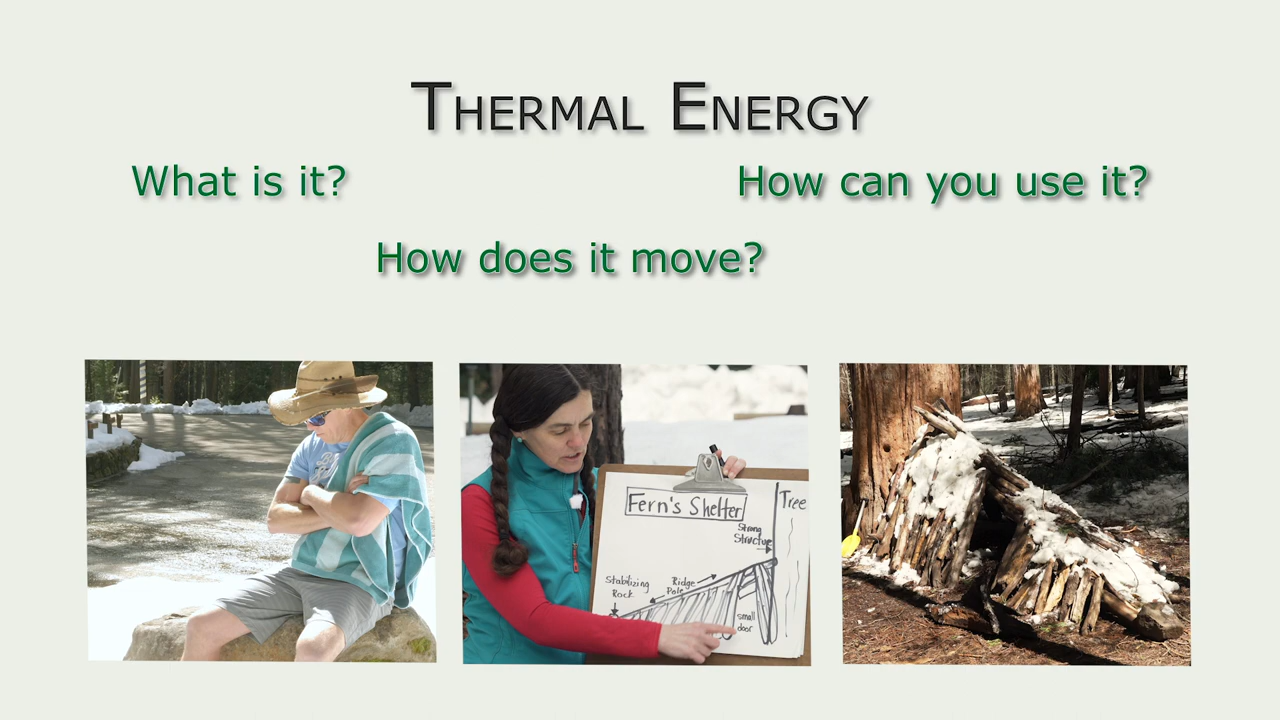 THERMAL ENERGY
What is it?
How can you use it?
How does it move?
Fern's Shelter
Tree
Strong
Structure
Stabilizing
Rock
Ridge
Pole
small
door